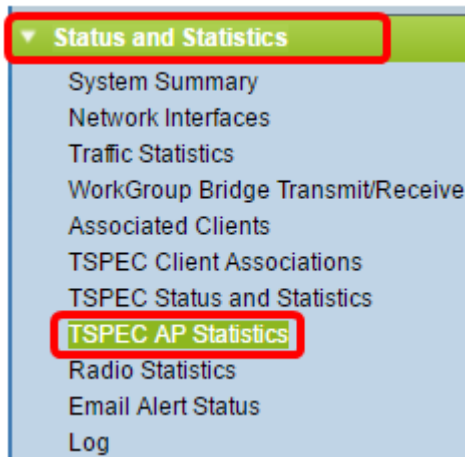 Status and Statistics
System Summary
Network Interfaces
Traffic Statistics
WorkGroup Bridge Transmit/Receive
Associated Clients
TSPEC Client Associations
TSPEC Status and Statistics
TSPEC AP Statistics
Radio Statistics
Email Alert Status
Log